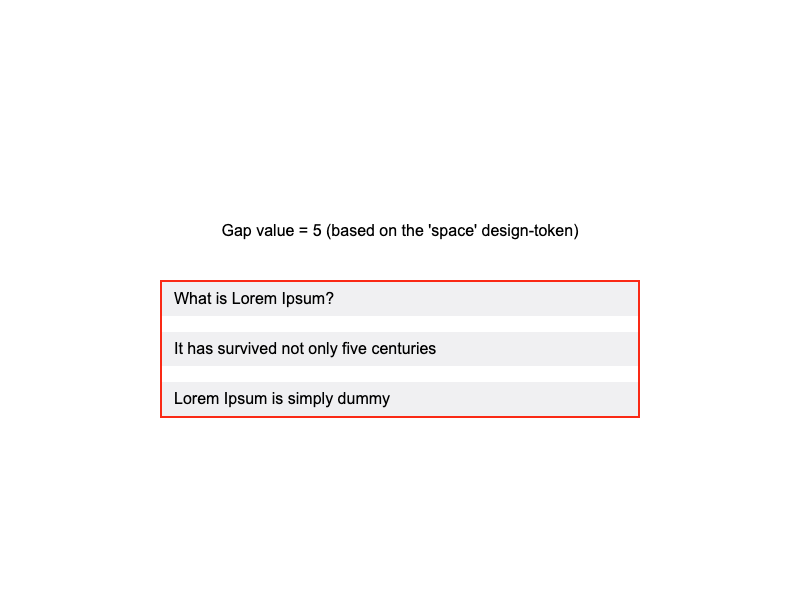 Gap value = 5 (based on the 'space' design-token)
What is Lorem Ipsum?
It has survived not only five centuries
Lorem Ipsum is simply dummy